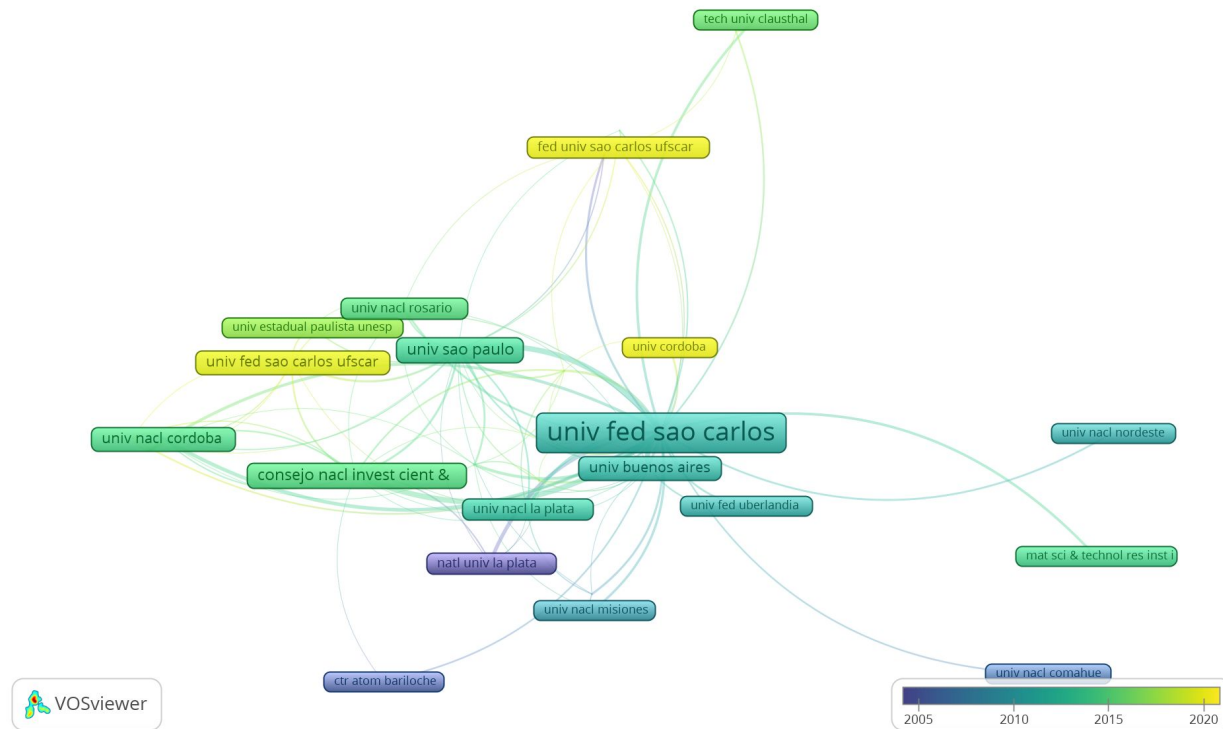 tech univ clausthal
fed univ sao carlos ufscar
univ nacl rosario
univ estadual paulista unesp
univ sao paulo
univ cordoba
univ fed sao carlos ufscar
univ fed sao carlos
univ nacl nordeste
univ nacl cordoba
univ buenos aires
consejo nacl invest cient &
univ nacl la plata
univ fed uberlandia
mat sci & technol res inst i
natl univ la plata
univ nacl misiones
univ nacl comahue
ctr atom bariloche
VOSviewer
2005 2010 2015 2020